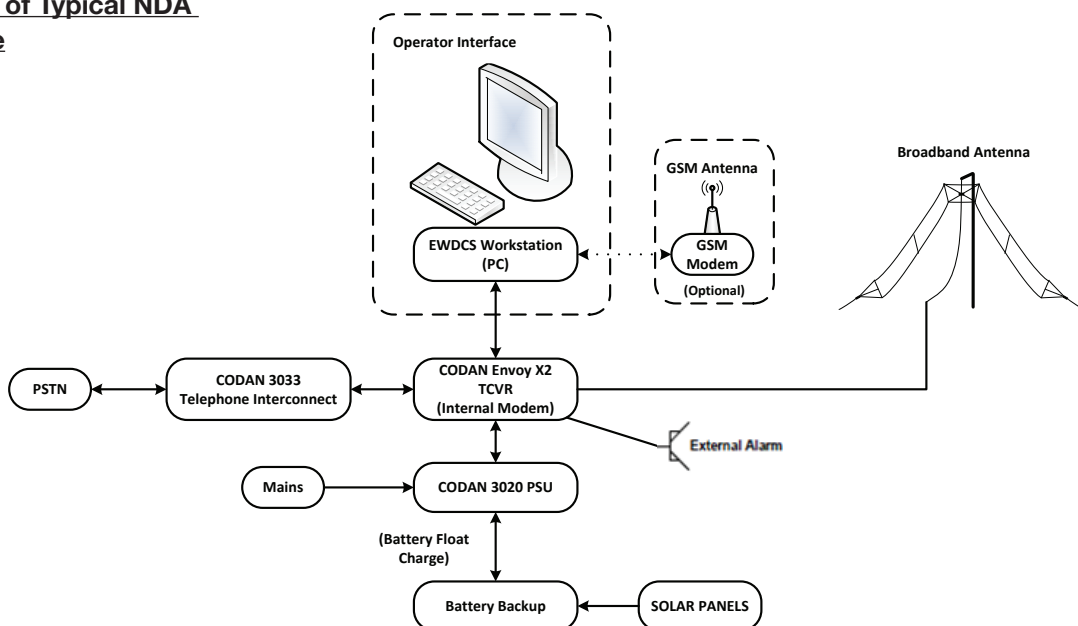 of Typical NDA
Operator Interface
GSM Antenna
Broadband Antenna
EWDCS Workstation
(PC)
GSM
Modem
(Optional)
PSTN
CODAN 3033
Telephone Interconnect
CODAN Envoy X2
TCVR
(Internal Modem)
External Alarm
Mains
CODAN 3020 PSU
(Battery Float
Charge)
Battery Backup
SOLAR PANELS